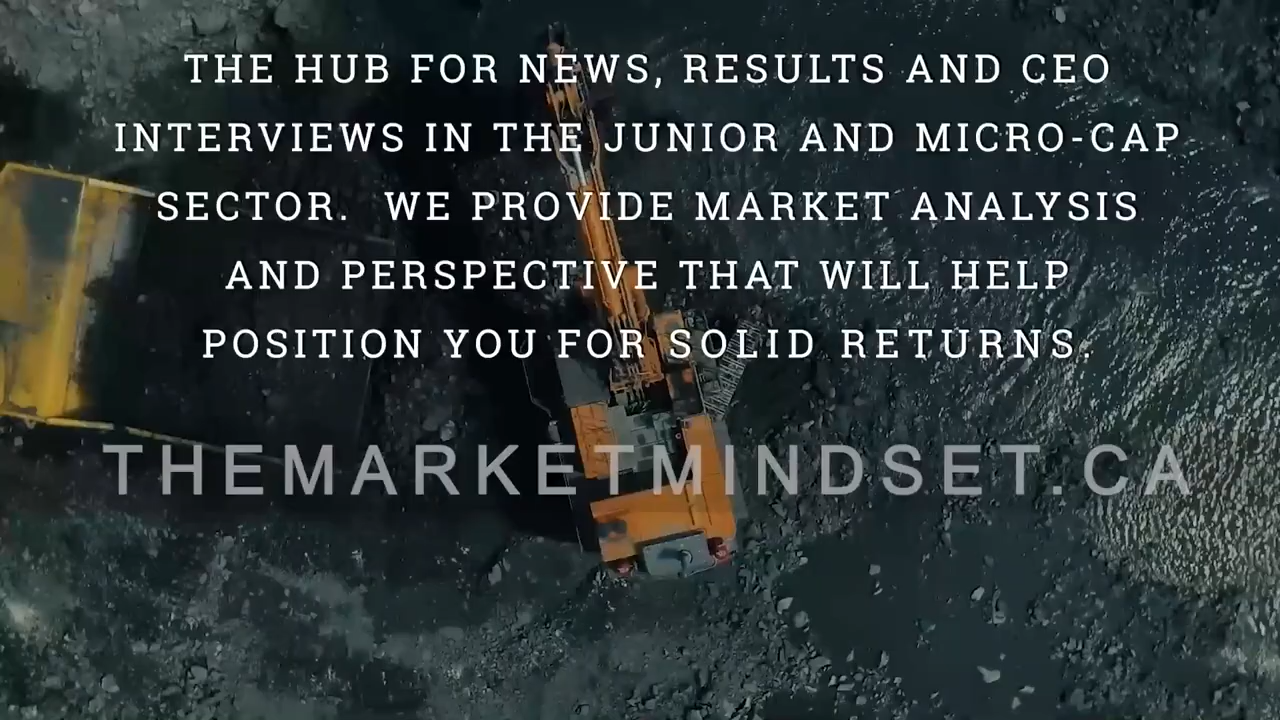 THE HUB FOR NEWS, RESULTS AND CEO
INTERVIEWS IN THE JUNIOR AND MICRO-CAP
SECTOR.  WE PROVIDE MARKET ANALYSIS
AND PERSPECTIVE THAT WILL HELP
POSITION YOU FOR SOLID RETURNS.
THEMARKETMINDSET.CA